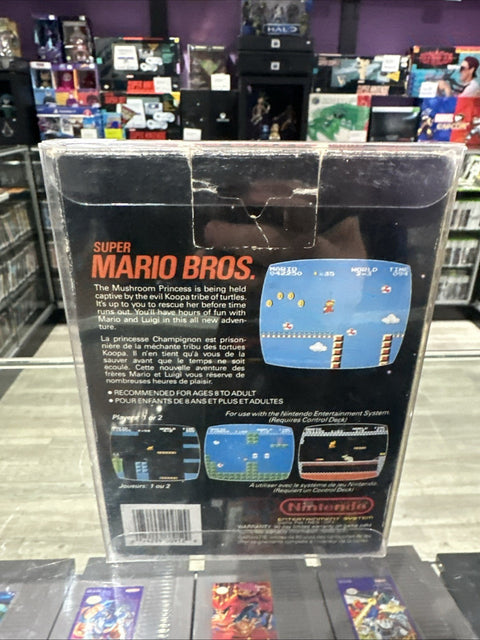 HALO
CAPCOM
SUPER
MARIO BROS.
The Mushroom Princess is being held
captive by the evil Koopa tribe of turtles.
It's up to you to rescue her before time
runs out. You'll have hours of fun with
Mario and Luigi in this all new adven-
ture.
La princesse Champignon est prison-
nière de la méchante tribu des tortues
Koopa. Il n'en tient qu'à vous de la
sauver avant que le temps ne soit
écoulé. Cette nouvelle aventure des
frères Mario et Luigi vous réserve de
nombreuses heures de plaisir.
• RECOMMENDED FOR AGES 8 TO ADULT
• POUR ENFANTS DE 8 ANS ET PLUS ET ADULTES
MARIO WORLD TIME
Players: 1 or 2
For use with the Nintendo Entertainment System.
(Requires Control Deck)
Joueurs: 1 ou 2
A utiliser avec le système de jeu Nintendo.
(Requiert un Control Deck)
Nintendo
ENTERTAINMENT SYSTEM